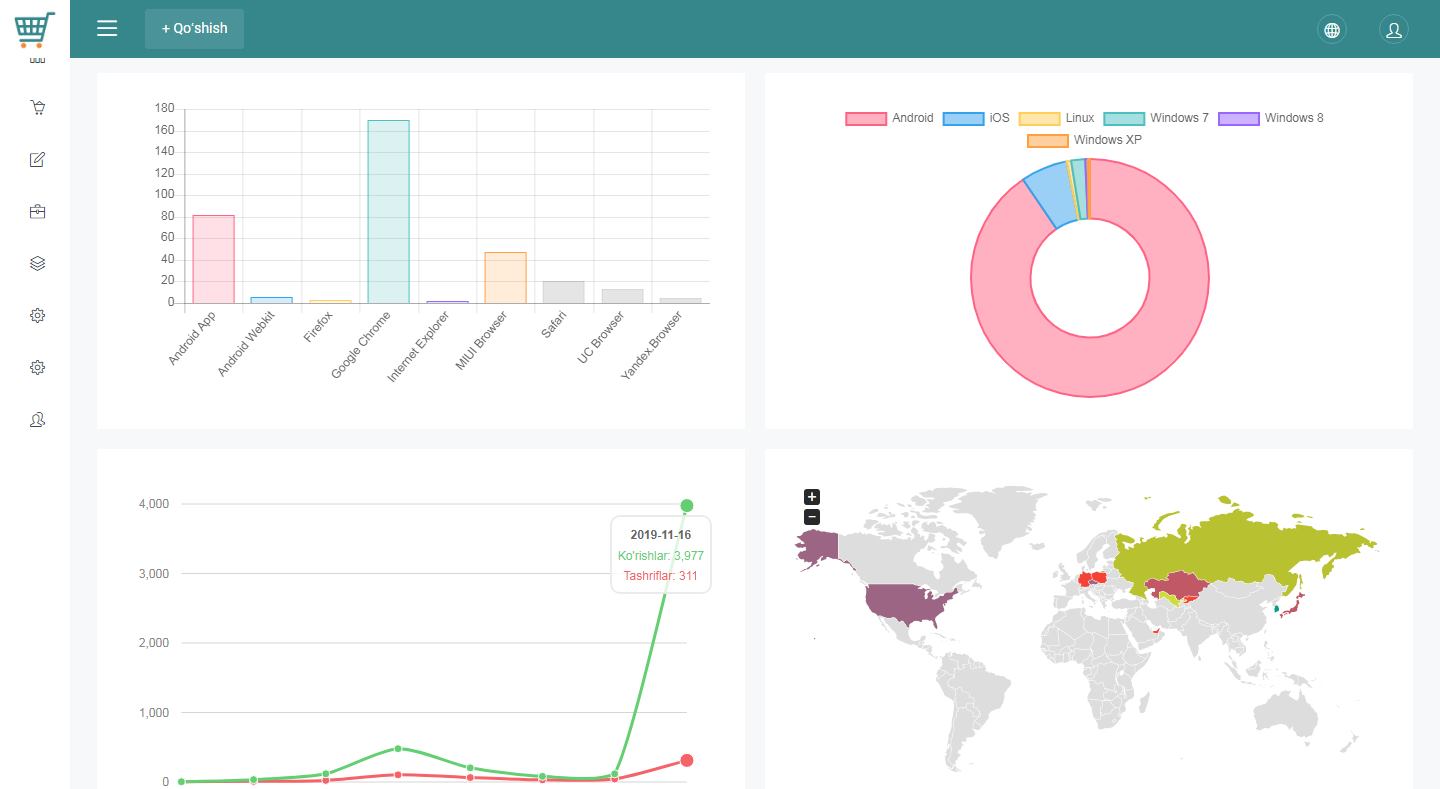 + Qo'shish
180
160
140
120
100
80
60
40
20
0
Android App
Android Webkit
Firefox
Google Chrome
Internet Explorer
MIUI Browser
Safari
UC Browser
Yandex.Browser
Android iOS Linux Windows 7 Windows 8
Windows XP
4,000
3,000
2,000
1,000
0
2019-11-16
Ko'rishlar: 3,977
Tashriflar: 311
+
−